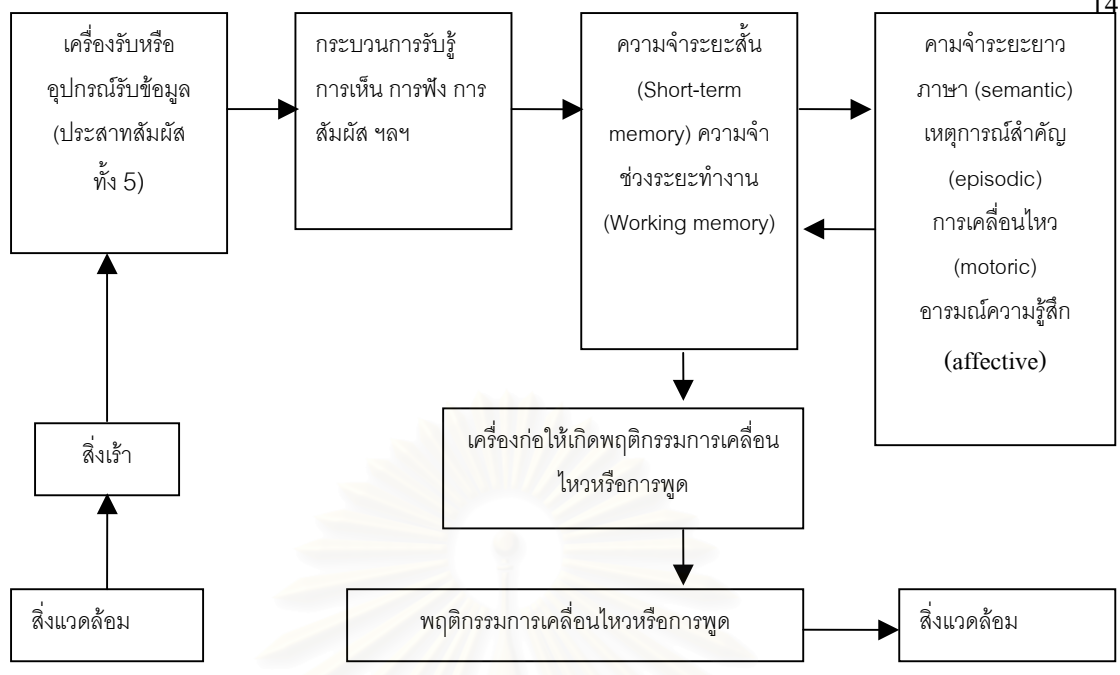 14
เครื่องรับหรือ
อุปกรณ์รับข้อมูล
(ประสาทสัมผัส
ทั้ง 5)
กระบวนการรับรู้
การเห็น การฟัง การ
สัมผัส ฯลฯ
ความจำระยะสั้น
(Short-term
memory) ความจำ
ช่วงระยะทำงาน
(Working memory)
คามจำระยะยาว
ภาษา (semantic)
เหตุการณ์สำคัญ
(episodic)
การเคลื่อนไหว
(motoric)
อารมณ์ความรู้สึก
(affective)
สิ่งเร้า
เครื่องก่อให้เกิดพฤติกรรมการเคลื่อน
ไหวหรือการพูด
สิ่งแวดล้อม
พฤติกรรมการเคลื่อนไหวหรือการพูด
สิ่งแวดล้อม